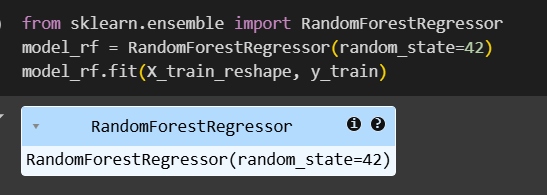 from sklearn.ensemble import RandomForestRegressor
model_rf = RandomForestRegressor(random_state=42)
model_rf.fit(X_train_reshape, y_train)
RandomForestRegressor i ?
RandomForestRegressor(random_state=42)